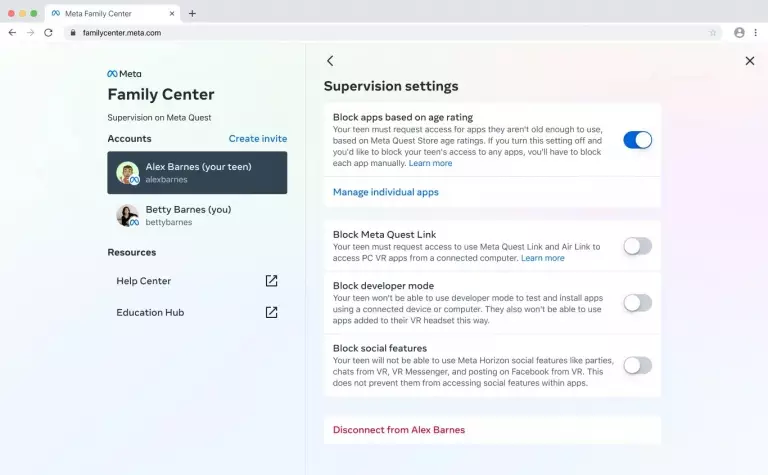 Meta Family Center
familycenter.meta.com
Meta
Family Center
Supervision on Meta Quest
Accounts
Create invite
Alex Barnes (your teen)
alexbarnes
Betty Barnes (you)
bettybarnes
Resources
Help Center
Education Hub
Supervision settings
Block apps based on age rating
Your teen must request access for apps they aren't old enough to use,
based on Meta Quest Store age ratings. If you turn this setting off and
you'd like to block your teen's access to any apps, you'll have to block
each app manually. Learn more
Manage individual apps
Block Meta Quest Link
Your teen must request access to use Meta Quest Link and Air Link to
access PC VR apps from a connected computer. Learn more
Block developer mode
Your teen won't be able to use developer mode to test and install apps
using a connected device or computer. They also won't be able to use
apps added to their VR headset this way.
Block social features
Your teen will not be able to use Meta Horizon social features like parties,
chats from VR, VR Messenger, and posting on Facebook from VR. This
does not prevent them from accessing social features within apps.
Disconnect from Alex Barnes